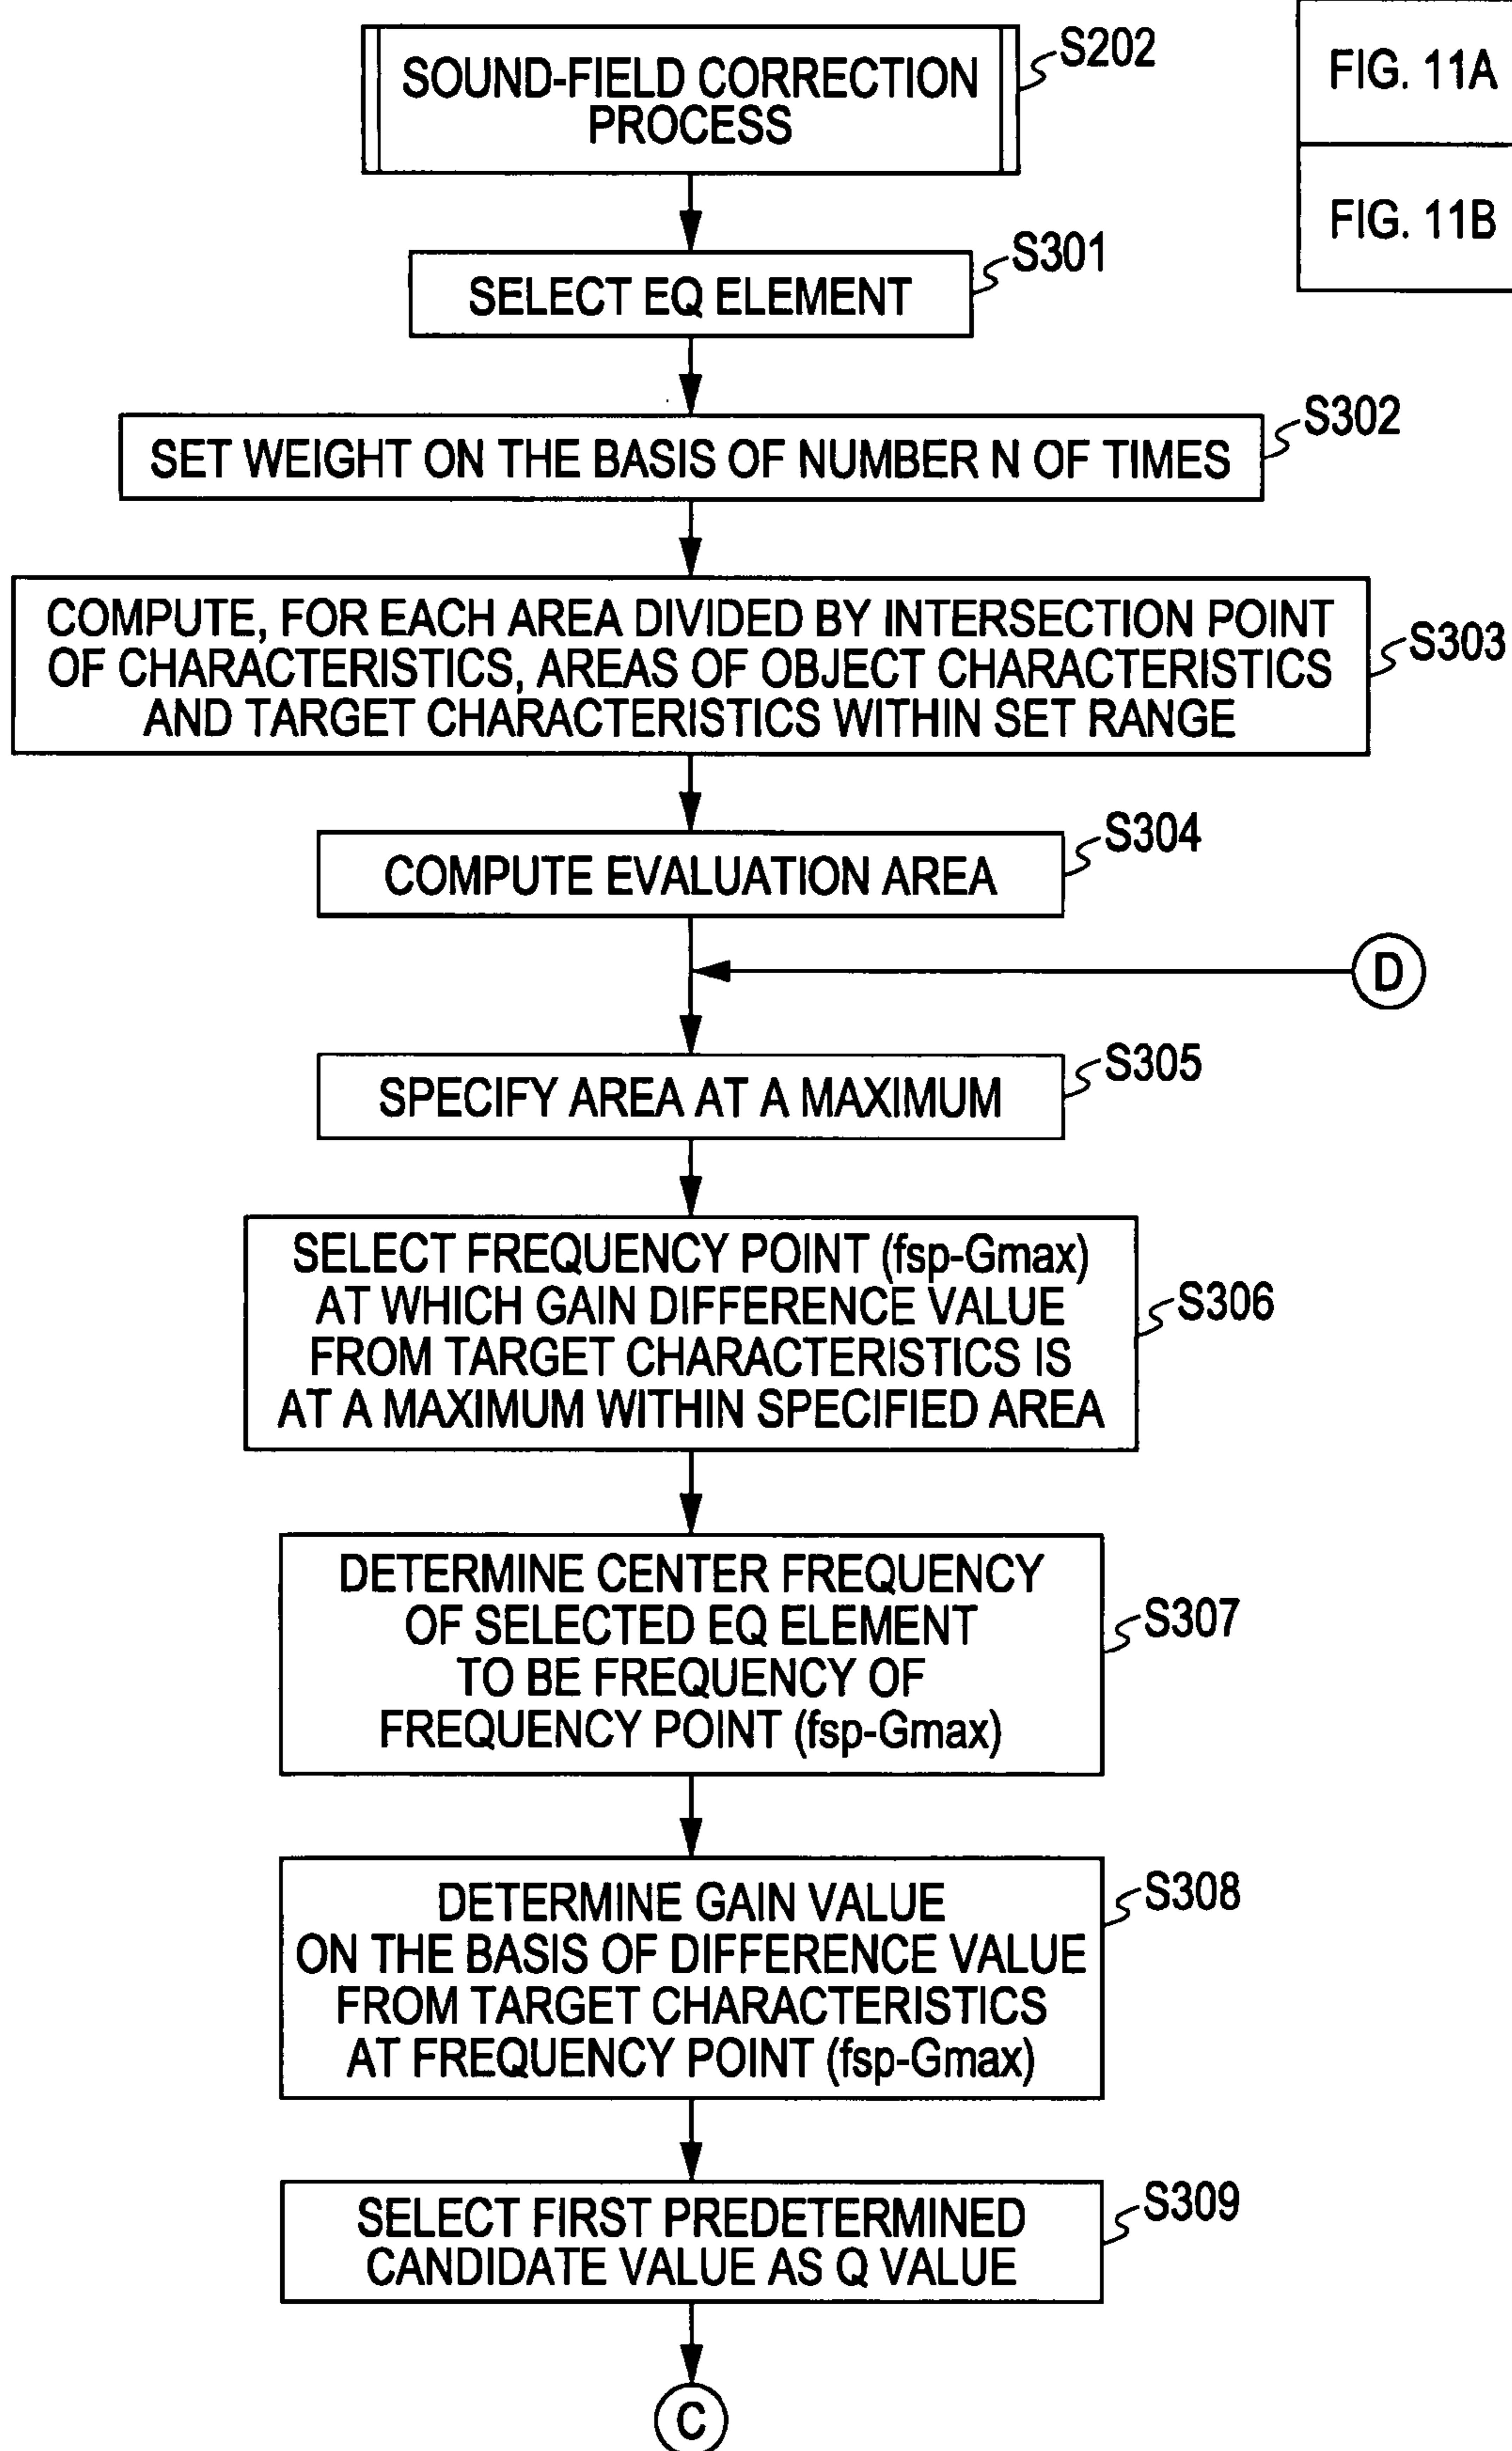 SOUND-FIELD CORRECTION
PROCESS
S202
FIG. 11A
FIG. 11B
SELECT EQ ELEMENT
S301
SET WEIGHT ON THE BASIS OF NUMBER N OF TIMES
S302
COMPUTE, FOR EACH AREA DIVIDED BY INTERSECTION POINT
OF CHARACTERISTICS, AREAS OF OBJECT CHARACTERISTICS
AND TARGET CHARACTERISTICS WITHIN SET RANGE
S303
COMPUTE EVALUATION AREA
S304
D
SPECIFY AREA AT A MAXIMUM
S305
SELECT FREQUENCY POINT (fsp-Gmax)
AT WHICH GAIN DIFFERENCE VALUE
FROM TARGET CHARACTERISTICS IS
AT A MAXIMUM WITHIN SPECIFIED AREA
S306
DETERMINE CENTER FREQUENCY
OF SELECTED EQ ELEMENT
TO BE FREQUENCY OF
FREQUENCY POINT (fsp-Gmax)
S307
DETERMINE GAIN VALUE
ON THE BASIS OF DIFFERENCE VALUE
FROM TARGET CHARACTERISTICS
AT FREQUENCY POINT (fsp-Gmax)
S308
SELECT FIRST PREDETERMINED
CANDIDATE VALUE AS Q VALUE
S309
C